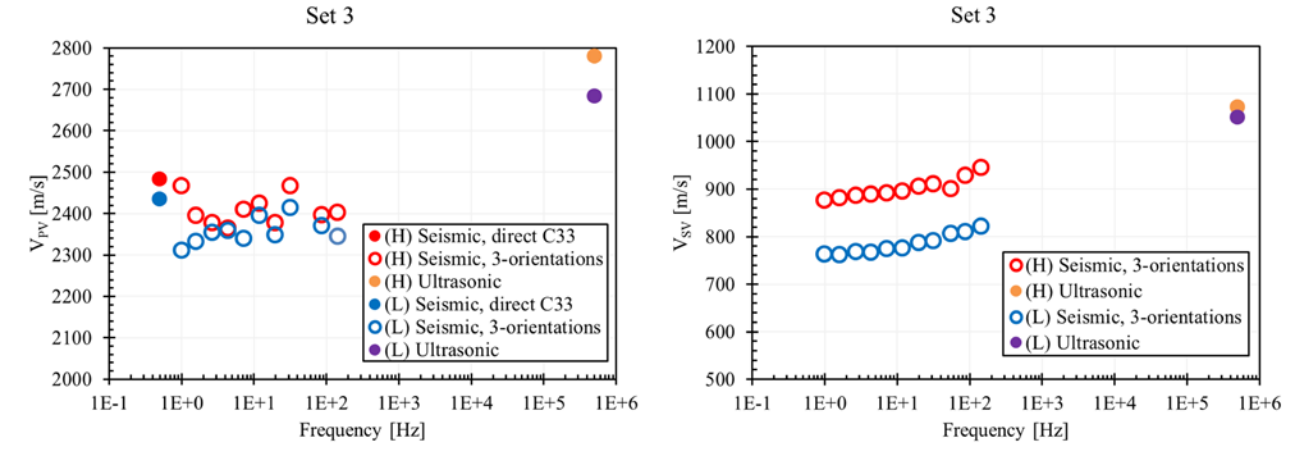 Set 3
2800
2700
2600
2500
2400
2300
2200
2100
2000
V_PV [m/s]
(H) Seismic, direct C33
(H) Seismic, 3-orientations
(H) Ultrasonic
(L) Seismic, direct C33
(L) Seismic, 3-orientations
(L) Ultrasonic
1E-1 1E+0 1E+1 1E+2 1E+3 1E+4 1E+5 1E+6
Frequency [Hz]
Set 3
1200
1100
1000
900
800
700
600
500
V_SV [m/s]
(H) Seismic, 3-orientations
(H) Ultrasonic
(L) Seismic, 3-orientations
(L) Ultrasonic
1E-1 1E+0 1E+1 1E+2 1E+3 1E+4 1E+5 1E+6
Frequency [Hz]